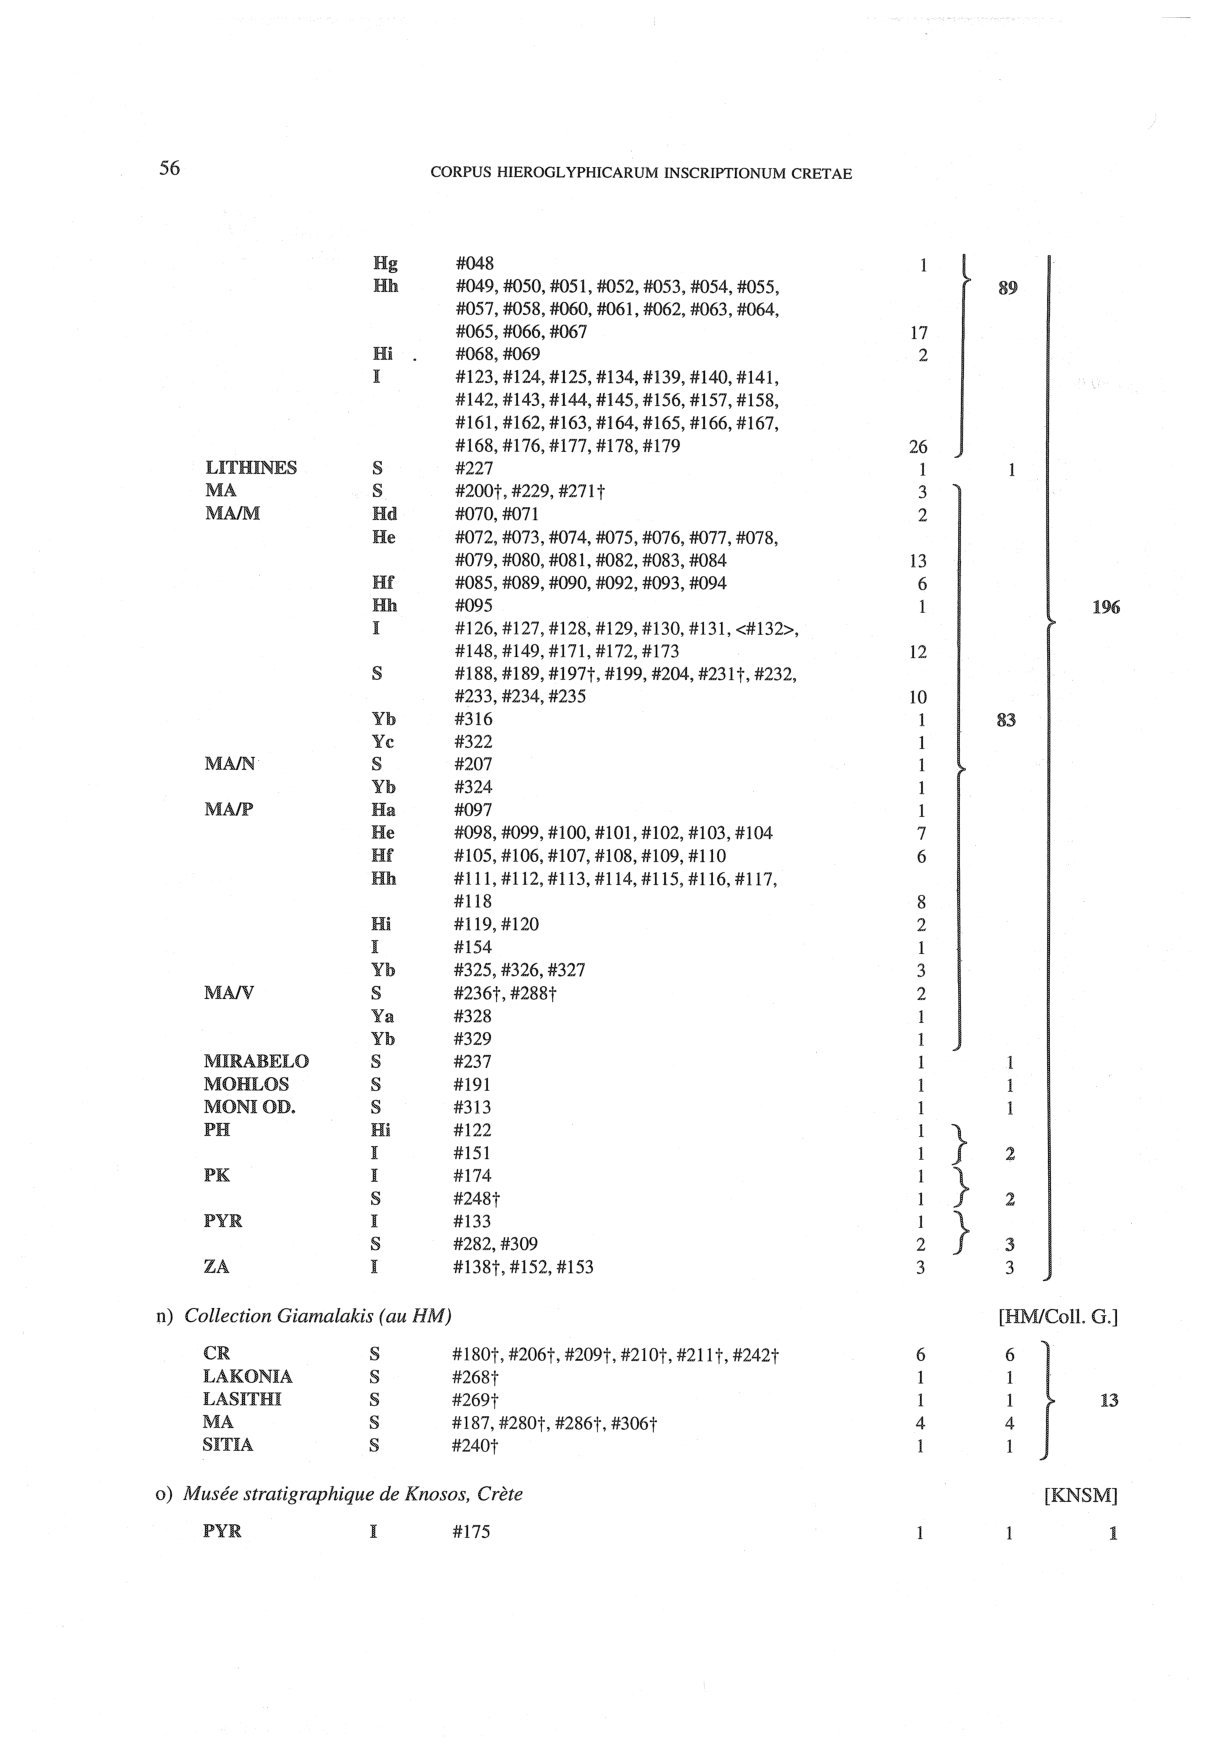 56
CORPUS HIEROGLYPHICARUM INSCRIPTIONUM CRETAE
Hg #048 1
Hh #049, #050, #051, #052, #053, #054, #055, 89
#057, #058, #060, #061, #062, #063, #064,
#065, #066, #067 17
Hi . #068, #069 2
I #123, #124, #125, #134, #139, #140, #141,
#142, #143, #144, #145, #156, #157, #158,
#161, #162, #163, #164, #165, #166, #167,
#168, #176, #177, #178, #179 26
LITHINES S #227 1 1
MA S #200†, #229, #271† 3
MA/M Hd #070, #071 2
He #072, #073, #074, #075, #076, #077, #078,
#079, #080, #081, #082, #083, #084 13
Hf #085, #089, #090, #092, #093, #094 6
Hh #095 1 196
I #126, #127, #128, #129, #130, #131, <#132>,
#148, #149, #171, #172, #173 12
S #188, #189, #197†, #199, #204, #231†, #232,
#233, #234, #235 10
Yb #316 1 83
Yc #322 1
MA/N S #207 1
Yb #324 1
MA/P Ha #097 1
He #098, #099, #100, #101, #102, #103, #104 7
Hf #105, #106, #107, #108, #109, #110 6
Hh #111, #112, #113, #114, #115, #116, #117,
#118 8
Hi #119, #120 2
I #154 1
Yb #325, #326, #327 3
MA/V S #236†, #288† 2
Ya #328 1
Yb #329 1
MIRABELO S #237 1 1
MOHLOS S #191 1 1
MONI OD. S #313 1 1
PH Hi #122 1
I #151 1 2
PK I #174 1
S #248† 1 2
PYR I #133 1
S #282, #309 2 3
ZA I #138†, #152, #153 3 3
n) Collection Giamalakis (au HM) [HM/Coll. G.]
CR S #180†, #206†, #209†, #210†, #211†, #242† 6 6
LAKONIA S #268† 1 1
LASITHI S #269† 1 1 13
MA S #187, #280†, #286†, #306† 4 4
SITIA S #240† 1 1
o) Musée stratigraphique de Knosos, Crète [KNSM]
PYR I #175 1 1 1